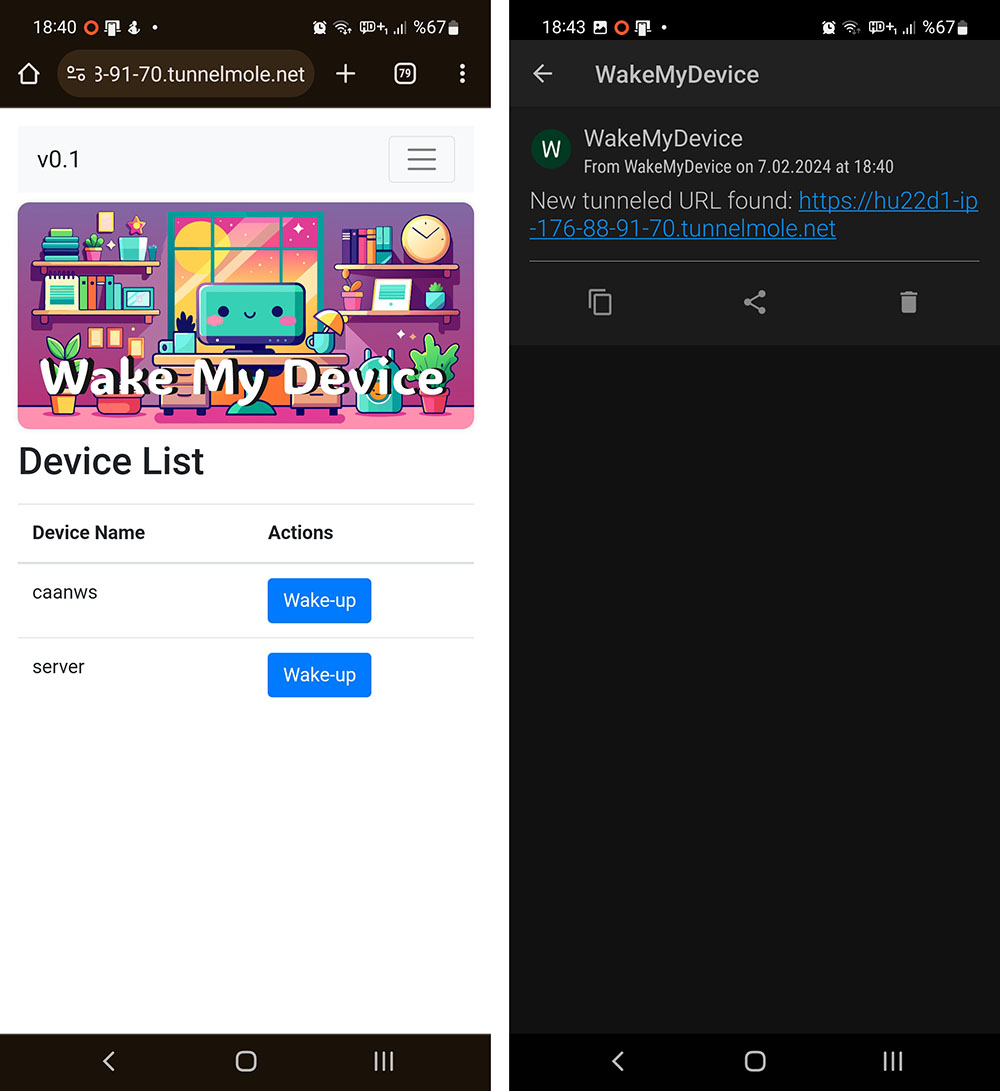 18:40
%67
3-91-70.tunnelmole.net
79
v0.1
Wake My Device
Device List
Device Name Actions
caanws Wake-up
server Wake-up
18:43
%67
WakeMyDevice
W
WakeMyDevice
From WakeMyDevice on 7.02.2024 at 18:40
New tunneled URL found: https://hu22d1-ip
-176-88-91-70.tunnelmole.net